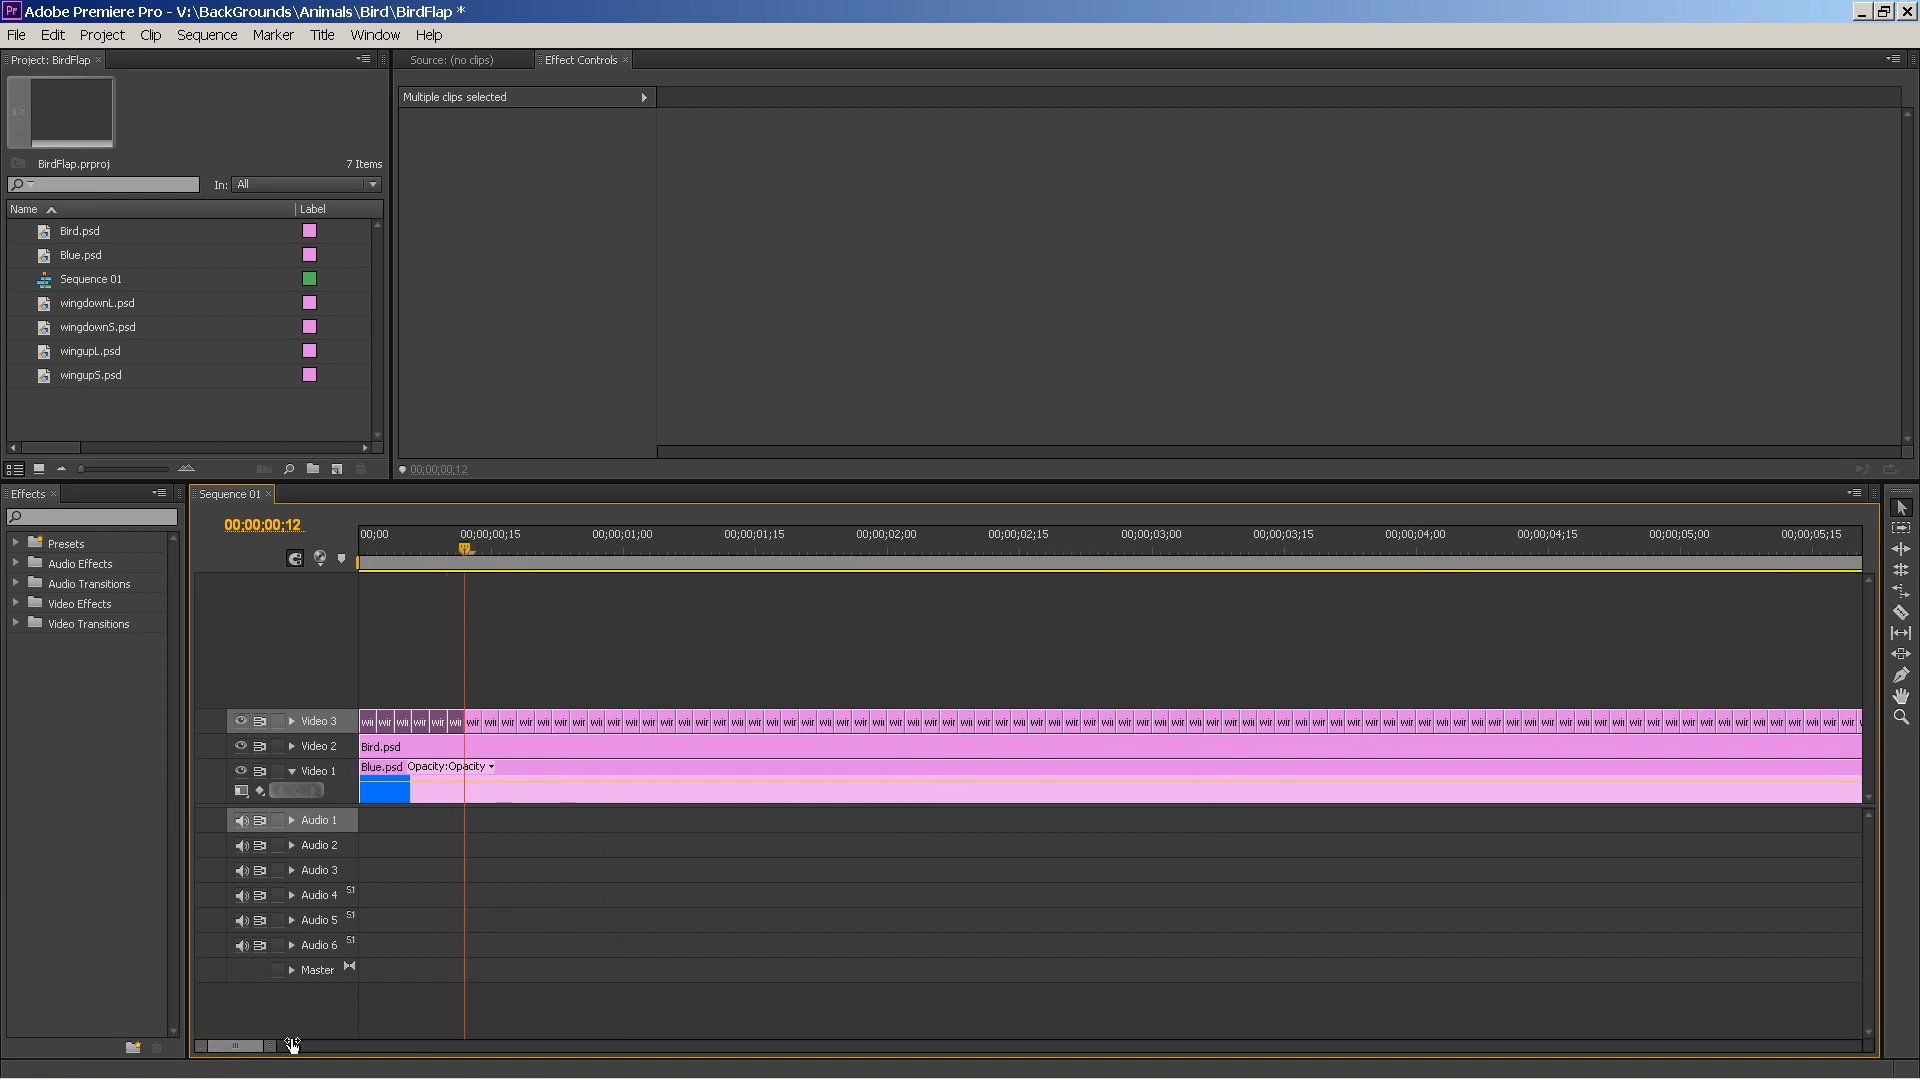 Adobe Premiere Pro - V:\BackGrounds\Animals\Bird\BirdFlap *
File Edit Project Clip Sequence Marker Title Window Help
Project: BirdFlap
Source: (no clips) Effect Controls
Multiple clips selected
BirdFlap.prproj 7 Items
In: All
Name Label
Bird.psd
Blue.psd
Sequence 01
wingdownL.psd
wingdownS.psd
wingupL.psd
wingupS.psd
00;00;00;12
Effects
Sequence 01
00;00;00;12
00;00 00;00;00;15 00;00;01;00 00;00;01;15 00;00;02;00 00;00;02;15 00;00;03;00 00;00;03;15 00;00;04;00 00;00;04;15 00;00;05;00 00;00;05;15
Presets
Audio Effects
Audio Transitions
Video Effects
Video Transitions
Video 3
Video 2 Bird.psd
Video 1 Blue.psd Opacity:Opacity
Audio 1
Audio 2
Audio 3
Audio 4 5.1
Audio 5 5.1
Audio 6 5.1
Master